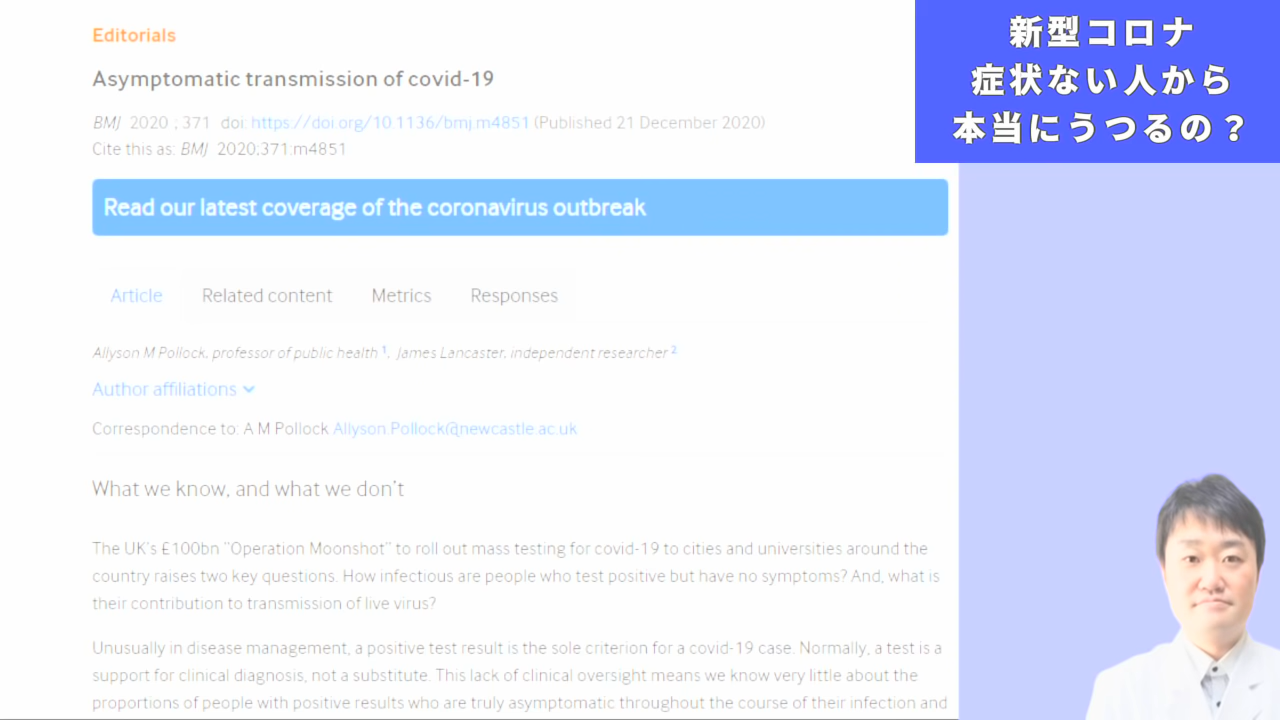 Editorials
Asymptomatic transmission of covid-19
BMJ 2020 ; 371 doi: https://doi.org/10.1136/bmj.m4851 (Published 21 December 2020)
Cite this as: BMJ 2020;371:m4851
Read our latest coverage of the coronavirus outbreak
Article Related content Metrics Responses
Allyson M Pollock, professor of public health 1, James Lancaster, independent researcher 2
Author affiliations
Correspondence to: A M Pollock Allyson.Pollock@newcastle.ac.uk
What we know, and what we don't
The UK's £100bn "Operation Moonshot" to roll out mass testing for covid-19 to cities and universities around the
country raises two key questions. How infectious are people who test positive but have no symptoms? And, what is
their contribution to transmission of live virus?
Unusually in disease management, a positive test result is the sole criterion for a covid-19 case. Normally, a test is a
support for clinical diagnosis, not a substitute. This lack of clinical oversight means we know very little about the
proportions of people with positive results who are truly asymptomatic throughout the course of their infection and
新型コロナ
症状ない人から
本当にうつるの？